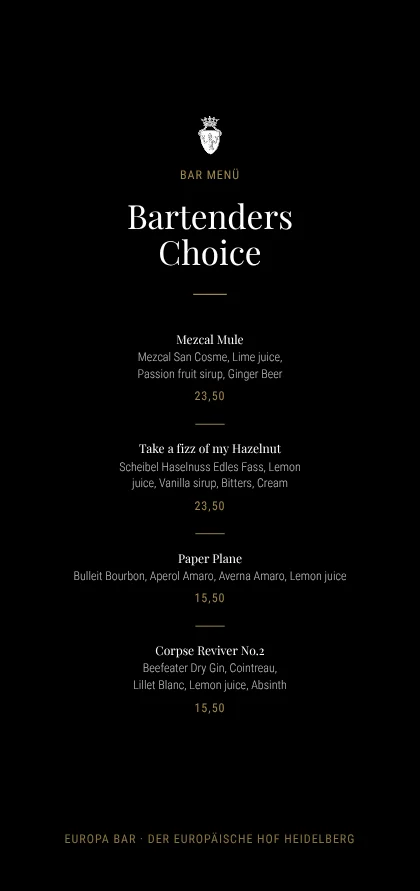 BAR MENÜ
Bartenders
Choice
Mezcal Mule
Mezcal San Cosme, Lime juice,
Passion fruit sirup, Ginger Beer
23,50
Take a fizz of my Hazelnut
Scheibel Haselnuss Edles Fass, Lemon
juice, Vanilla sirup, Bitters, Cream
23,50
Paper Plane
Bulleit Bourbon, Aperol Amaro, Averna Amaro, Lemon juice
15,50
Corpse Reviver No.2
Beefeater Dry Gin, Cointreau,
Lillet Blanc, Lemon juice, Absinth
15,50
EUROPA BAR · DER EUROPÄISCHE HOF HEIDELBERG